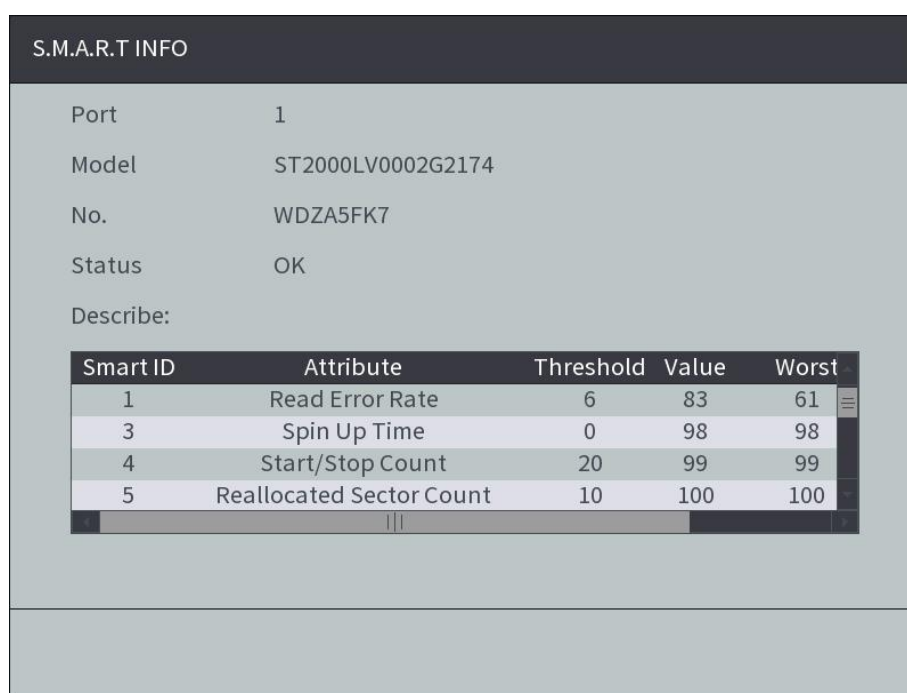 S.M.A.R.T INFO
Port 1
Model ST2000LV0002G2174
No. WDZA5FK7
Status OK
Describe:
Smart ID Attribute Threshold Value Worst
1 Read Error Rate 6 83 61
3 Spin Up Time 0 98 98
4 Start/Stop Count 20 99 99
5 Reallocated Sector Count 10 100 100